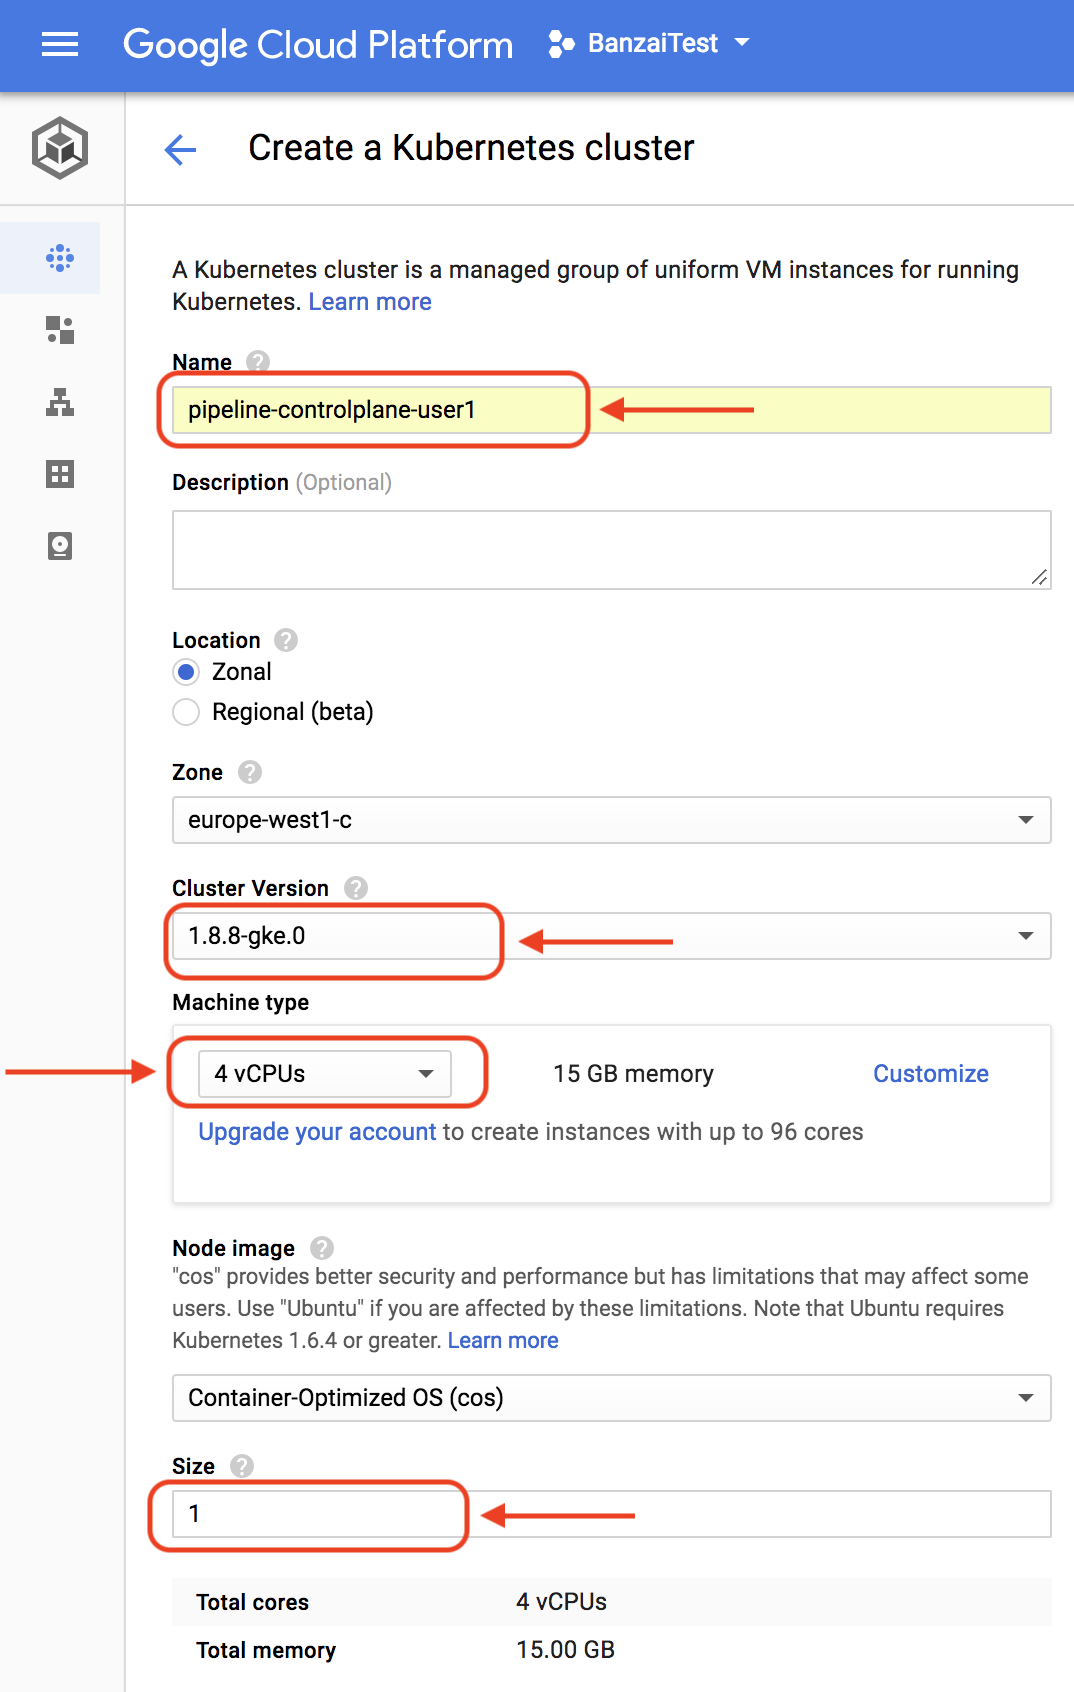 Google Cloud Platform BanzaiTest
Create a Kubernetes cluster
A Kubernetes cluster is a managed group of uniform VM instances for running
Kubernetes. Learn more
Name ?
pipeline-controlplane-user1
Description (Optional)
Location ?
Zonal
Regional (beta)
Zone ?
europe-west1-c
Cluster Version ?
1.8.8-gke.0
Machine type
4 vCPUs 15 GB memory Customize
Upgrade your account to create instances with up to 96 cores
Node image ?
"cos" provides better security and performance but has limitations that may affect some
users. Use "Ubuntu" if you are affected by these limitations. Note that Ubuntu requires
Kubernetes 1.6.4 or greater. Learn more
Container-Optimized OS (cos)
Size ?
1
Total cores 4 vCPUs
Total memory 15.00 GB